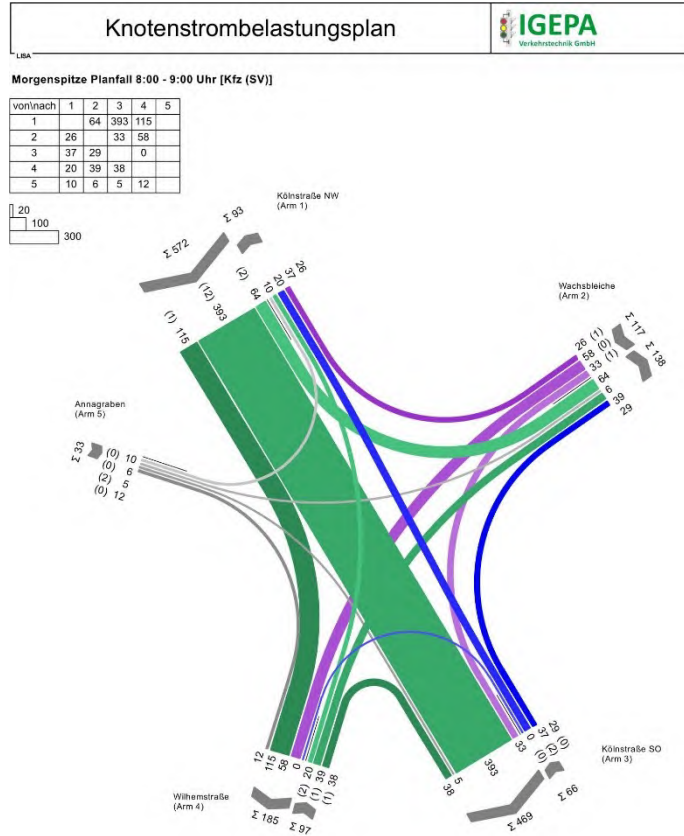 Knotenstrombelastungsplan
IGEPA
Verkehrstechnik GmbH
LISA
Morgenspitze Planfall 8:00 - 9:00 Uhr [Kfz (SV)]
von\nach 1 2 3 4 5
1 64 393 115
2 26 33 58
3 37 29 0
4 20 39 38
5 10 6 5 12
20
100
300
Kölnstraße NW
(Arm 1)
Σ 93
Σ 572
(1) 115
(12) 393
(2) 64
10
20
37
26
Wachsbleiche
(Arm 2)
26 (1)
58 (0)
33 (1)
64
6
39
29
Σ 117
Σ 138
Annagraben
(Arm 5)
Σ 33
(0) 10
(0) 6
(2) 5
(0) 12
12
115
58
0
(2) 20
(1) 39
(1) 38
Wilhemstraße
(Arm 4)
Σ 185
Σ 97
38
5
393
33
(0) 0
(2) 37
(0) 29
Kölnstraße SO
(Arm 3)
Σ 469
Σ 66